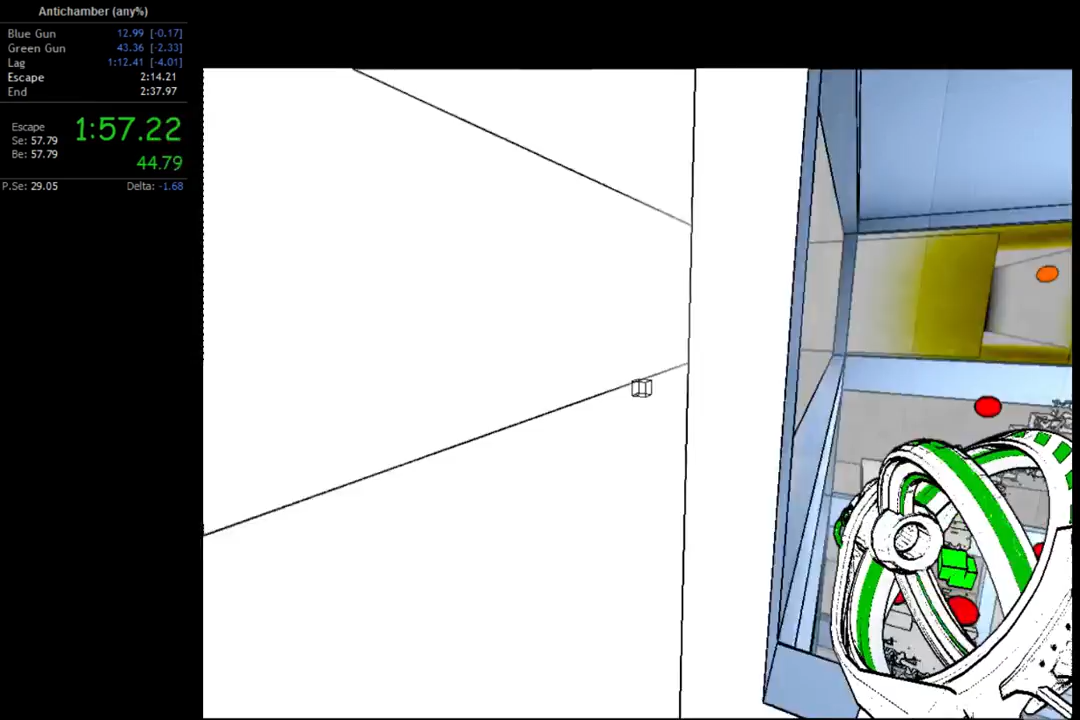 Antichamber (any%)
Blue Gun 12.99 [-0.17]
Green Gun 43.36 [-2.33]
Lag 1:12.41 [-4.01]
Escape 2:14.21
End 2:37.97
Escape 1:57.22
Se: 57.79
Be: 57.79 44.79
P.Se: 29.05 Delta: -1.68